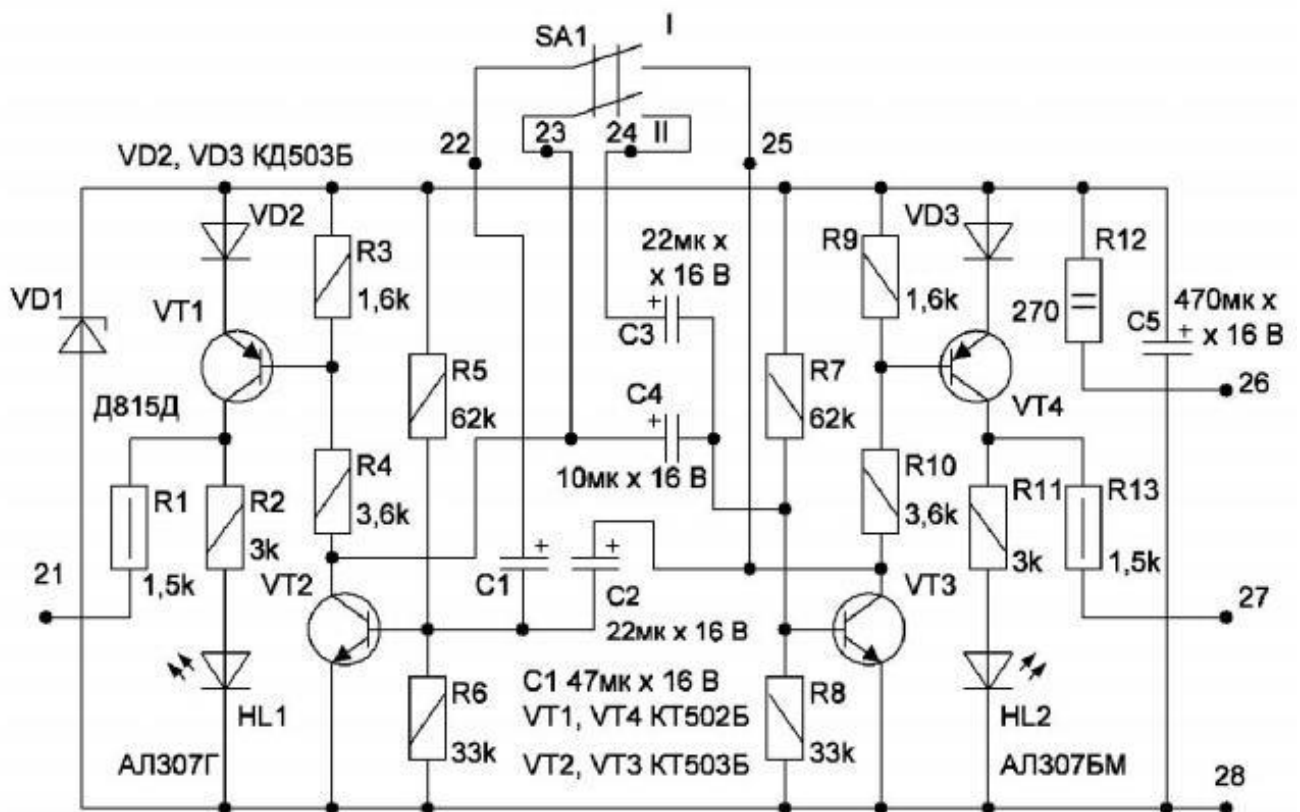 SA1
I
23
24
II
22
25
VD2, VD3 КД503Б
VD2
R3
1,6k
VD1
VT1
Д815Д
R5
62k
22мк х
х 16 В
+
C3
C4
+
10мк х 16В
R7
62k
R9
1,6k
VD3
R12
270
470мк х
х 16 В
C5
+
26
VT4
R1
1,5k
R2
3k
R4
3,6k
R10
3,6k
R11
3k
R13
1,5k
21
VT2
C1
+
+
C2
22мк х 16 В
VT3
27
HL1
R6
33k
C1 47мк х 16 В
VT1, VT4 КТ502Б
VT2, VT3 КТ503Б
R8
33k
HL2
АЛ307Г
АЛ307БМ
28